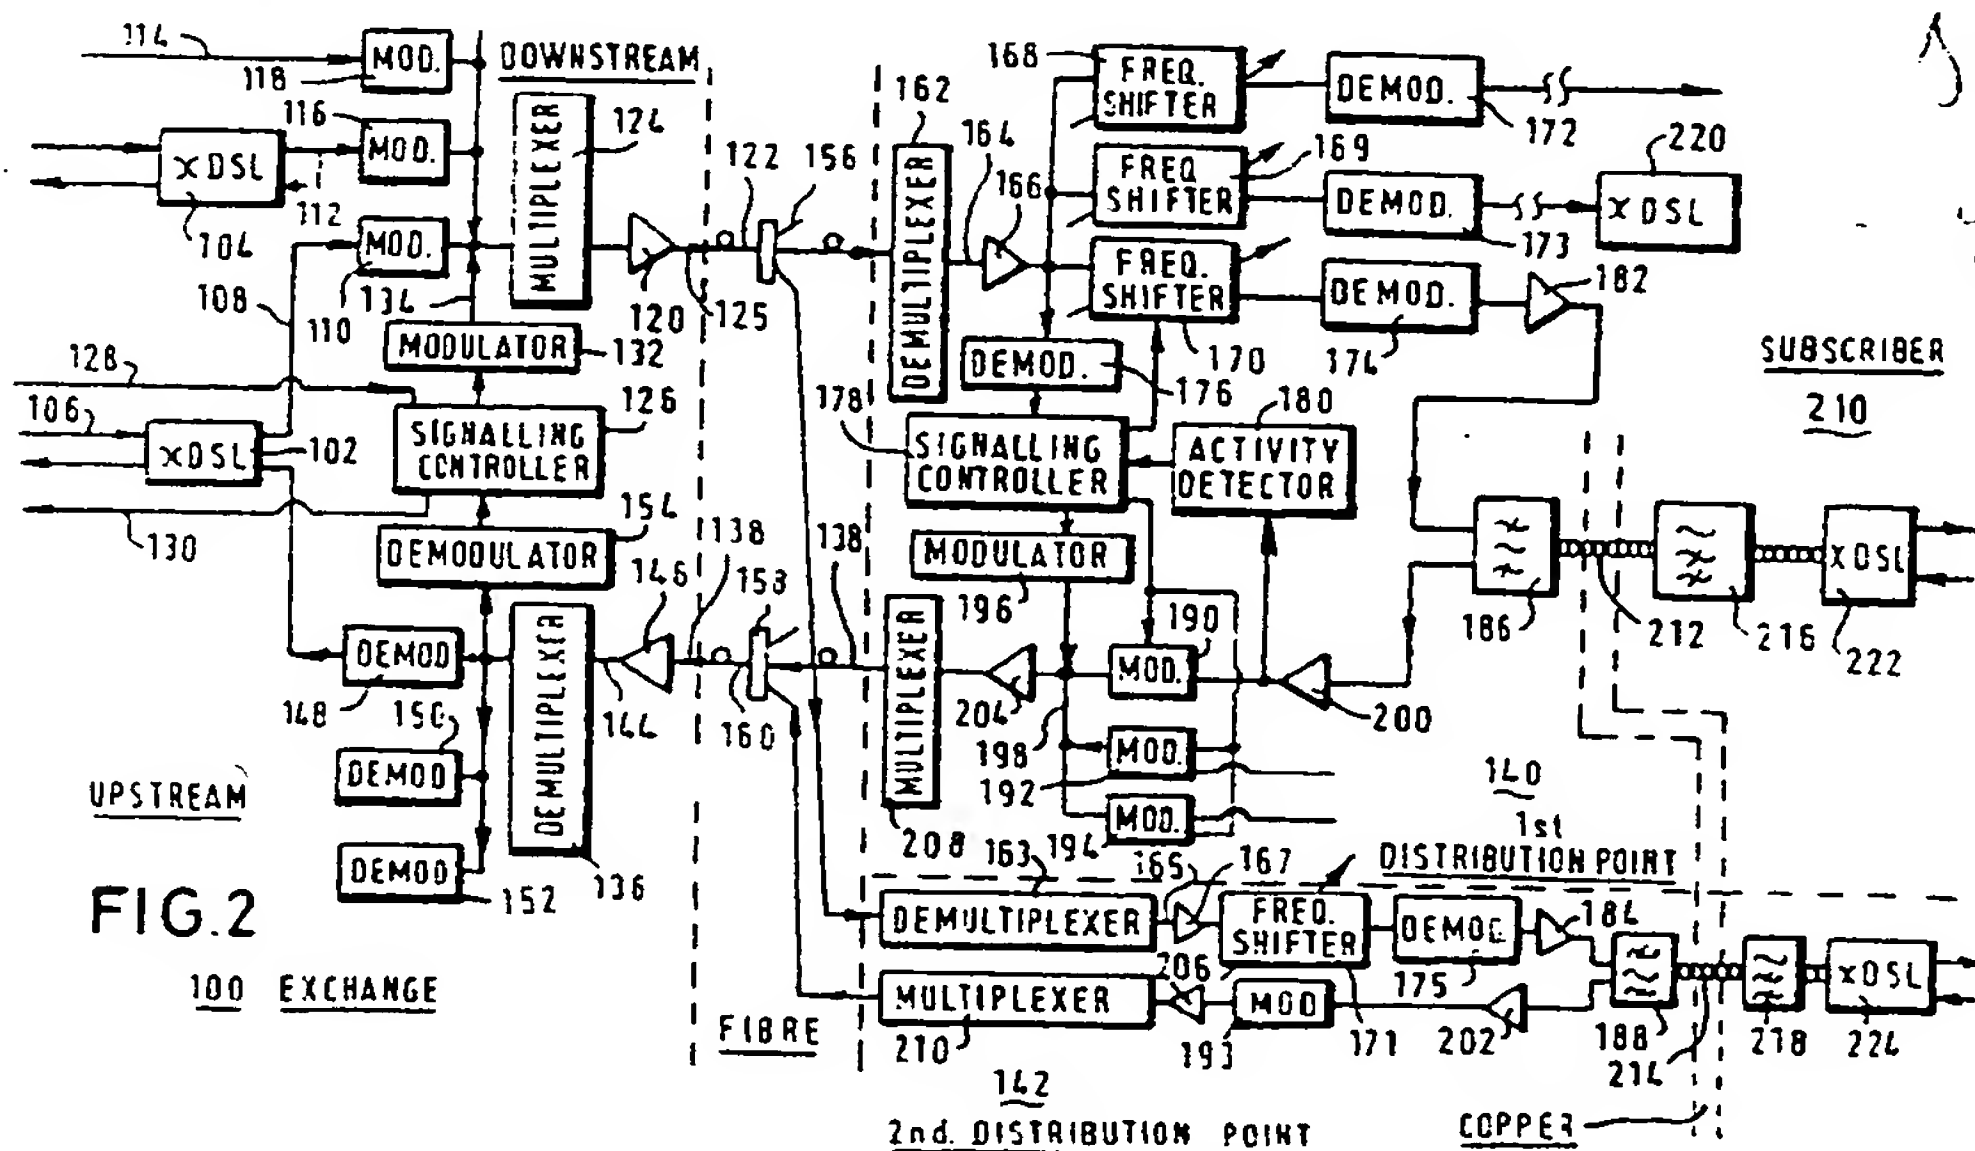 114
118
MOD.
DOWNSTREAM
116
MOD.
xDSL
112
104
MOD.
110
134
108
MULTIPLEXER
124
120
125
122
156
MODULATOR
132
128
106
xDSL
102
SIGNALLING
CONTROLLER
126
130
DEMODULATOR
154
146
138
158
138
DEMOD
148
150
DEMOD
DEMOD
152
DEMULTIPLEXER
136
144
160
UPSTREAM
FIG.2
100 EXCHANGE
FIBRE
162
DEMULTIPLEXER
164
166
168
FREQ.
SHIFTER
DEMOD.
172
FREQ
SHIFTER
169
DEMOD.
173
220
xDSL
FREQ.
SHIFTER
170
DEMOD.
174
182
DEMOD.
176
178
SIGNALLING
CONTROLLER
180
ACTIVITY
DETECTOR
SUBSCRIBER
210
MODULATOR
196
190
MOD.
MULTIPLEXER
208
204
198
200
MOD.
192
MOD.
194
186
212
216
xDSL
222
140
1st
DISTRIBUTION POINT
163
165
167
DEMULTIPLEXER
FREQ.
SHIFTER
171
DEMOD
175
184
MULTIPLEXER
210
206
MOD
193
202
188
214
218
xDSL
224
142
2nd. DISTRIBUTION POINT
COPPER